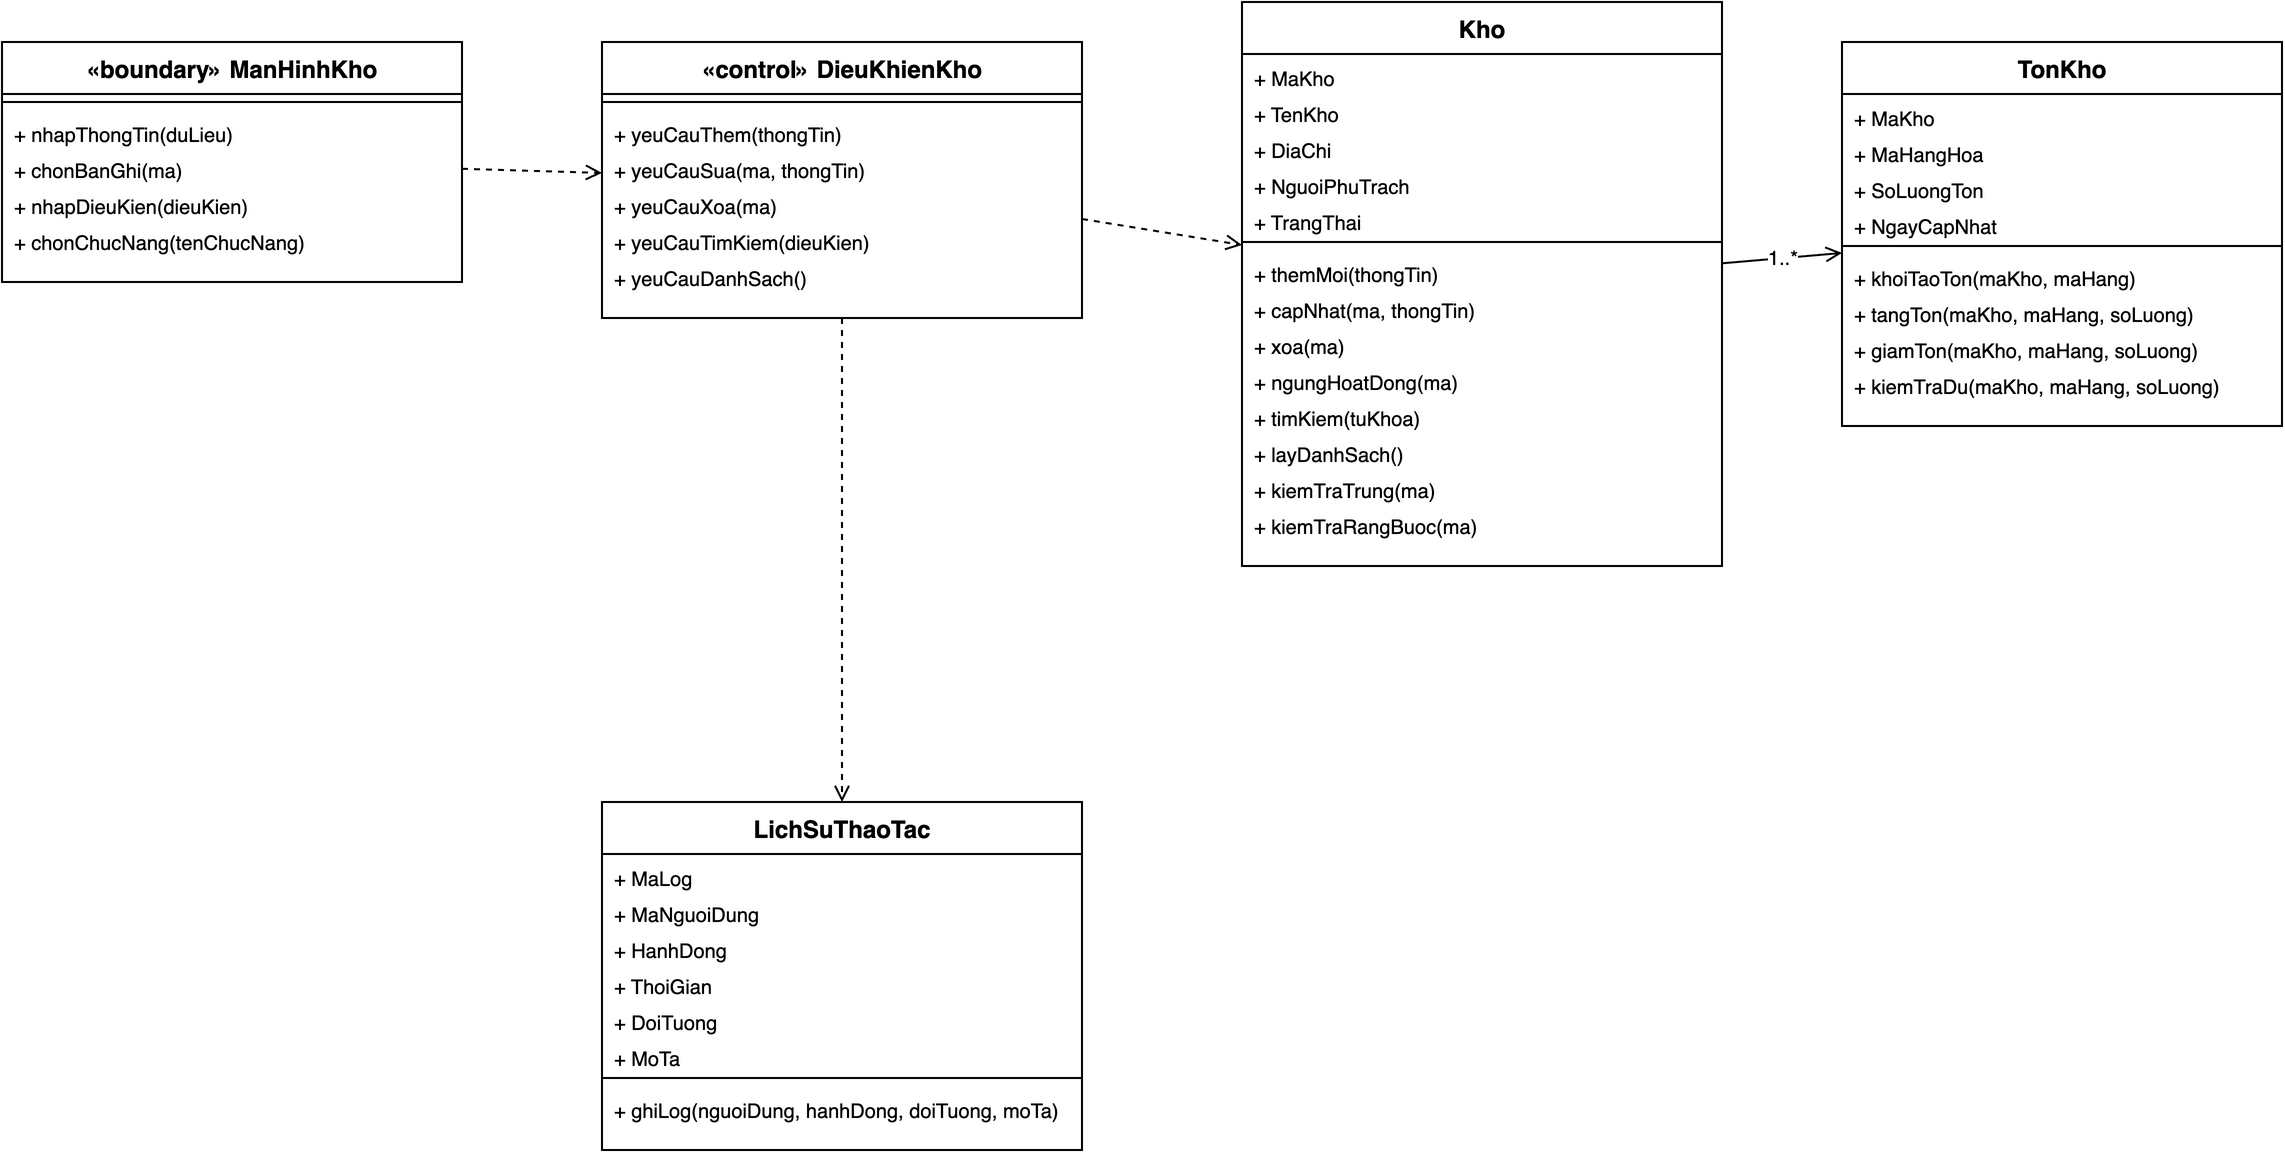 «boundary» ManHinhKho
+ nhapThongTin(duLieu)
+ chonBanGhi(ma)
+ nhapDieuKien(dieuKien)
+ chonChucNang(tenChucNang)
«control» DieuKhienKho
+ yeuCauThem(thongTin)
+ yeuCauSua(ma, thongTin)
+ yeuCauXoa(ma)
+ yeuCauTimKiem(dieuKien)
+ yeuCauDanhSach()
Kho
+ MaKho
+ TenKho
+ DiaChi
+ NguoiPhuTrach
+ TrangThai
+ themMoi(thongTin)
+ capNhat(ma, thongTin)
+ xoa(ma)
+ ngungHoatDong(ma)
+ timKiem(tuKhoa)
+ layDanhSach()
+ kiemTraTrung(ma)
+ kiemTraRangBuoc(ma)
1..*
TonKho
+ MaKho
+ MaHangHoa
+ SoLuongTon
+ NgayCapNhat
+ khoiTaoTon(maKho, maHang)
+ tangTon(maKho, maHang, soLuong)
+ giamTon(maKho, maHang, soLuong)
+ kiemTraDu(maKho, maHang, soLuong)
LichSuThaoTac
+ MaLog
+ MaNguoiDung
+ HanhDong
+ ThoiGian
+ DoiTuong
+ MoTa
+ ghiLog(nguoiDung, hanhDong, doiTuong, moTa)